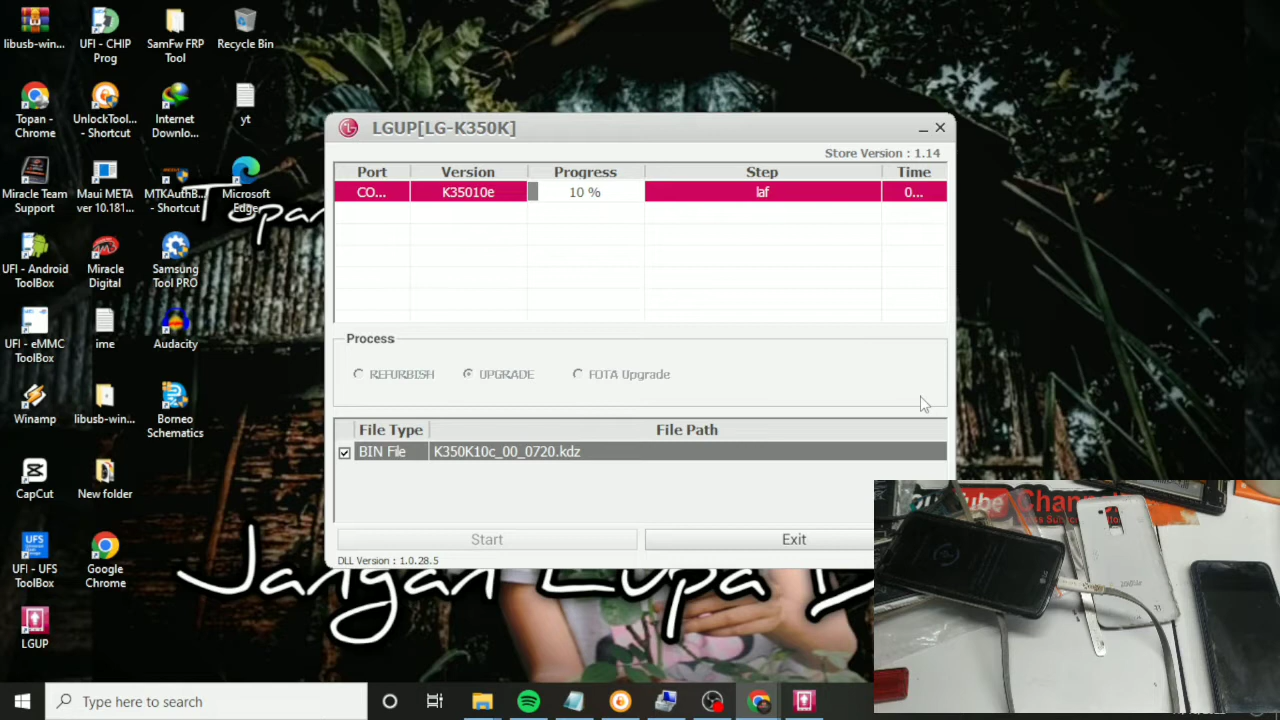 libusb-win...
UFI - CHIP Prog
SamFw FRP Tool
Recycle Bin
Topan - Chrome
UnlockTool... - Shortcut
Internet Downlo...
yt
Miracle Team Support
Maui META ver 10.181...
MTKAuthB... - Shortcut
Microsoft Edge
UFI - Android ToolBox
Miracle Digital
Samsung Tool PRO
UFI - eMMC ToolBox
ime
Audacity
Winamp
libusb-win...
Borneo Schematics
CapCut
New folder
UFI - UFS ToolBox
Google Chrome
LGUP
Topan
Jangan Lupa D
LGUP[LG-K350K]
Store Version : 1.14
Port Version Progress Step Time
CO... K35010e 10 % laf 0...
Process
REFURBISH UPGRADE FOTA Upgrade
File Type File Path
BIN File K350K10c_00_0720.kdz
Start Exit
DLL Version : 1.0.28.5
Channel
Type here to search